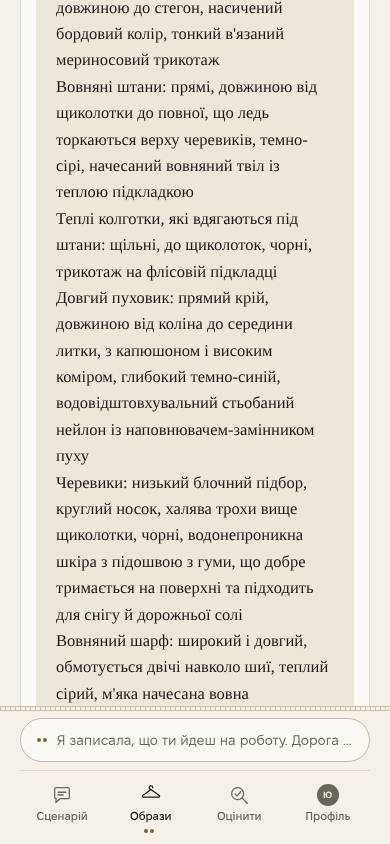 довжиною до стегон, насичений
бордовий колір, тонкий в'язаний
мериносовий трикотаж
Вовняні штани: прямі, довжиною від
щиколотки до повної, що ледь
торкаються верху черевиків, темно-
сірі, начесаний вовняний твіл із
теплою підкладкою
Теплі колготки, які вдягаються під
штани: щільні, до щиколоток, чорні,
трикотаж на флісовій підкладці
Довгий пуховик: прямий крій,
довжиною від коліна до середини
литки, з капюшоном і високим
коміром, глибокий темно-синій,
водовідштовхувальний стьобаний
нейлон із наповнювачем-замінником
пуху
Черевики: низький блочний підбор,
круглий носок, халява трохи вище
щиколотки, чорні, водонепроникна
шкіра з підошвою з гуми, що добре
тримається на поверхні та підходить
для снігу й дорожньої солі
Вовняний шарф: широкий і довгий,
обмотується двічі навколо шиї, теплий
сірий, м'яка начесана вовна
Я записала, що ти йдеш на роботу. Дорога ...
Сценарій
Образи
Оцінити
Ю
Профіль